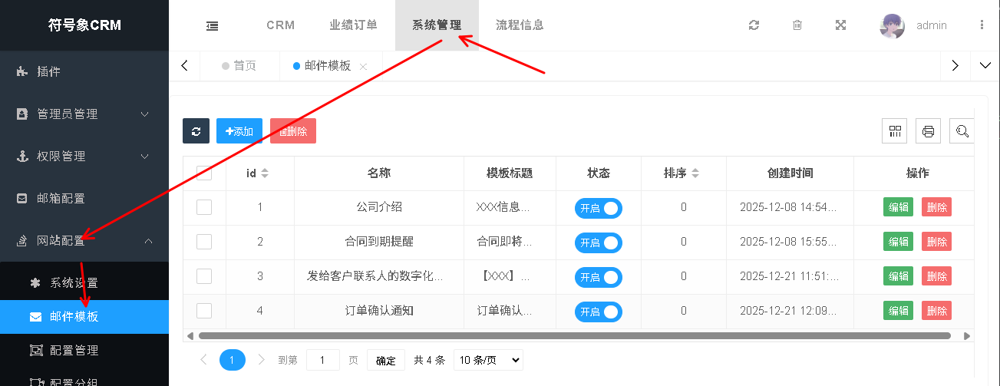 符号象CRM
CRM 业绩订单 系统管理 流程信息 admin
首页 邮件模板
插件
管理员管理
权限管理
邮箱配置
网站配置
系统设置
邮件模板
配置管理
配置分组
添加 删除
id 名称 模板标题 状态 排序 创建时间 操作
1 公司介绍 XXX信息... 开启 0 2025-12-08 14:54... 编辑 删除
2 合同到期提醒 合同即将... 开启 0 2025-12-08 15:55... 编辑 删除
3 发给客户联系人的数字化... 【XXX】... 开启 0 2025-12-21 11:51:... 编辑 删除
4 订单确认通知 订单确认... 开启 0 2025-12-21 12:09... 编辑 删除
1 到第 1 页 确定 共 4 条 10 条/页